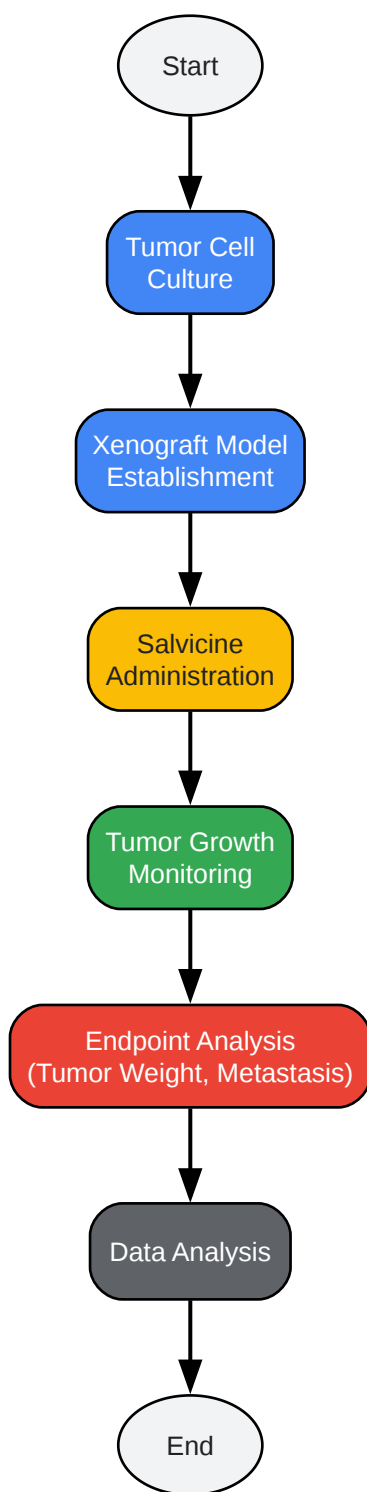 Start
Tumor Cell
Culture
Xenograft Model
Establishment
Salvicine
Administration
Tumor Growth
Monitoring
Endpoint Analysis
(Tumor Weight, Metastasis)
Data Analysis
End